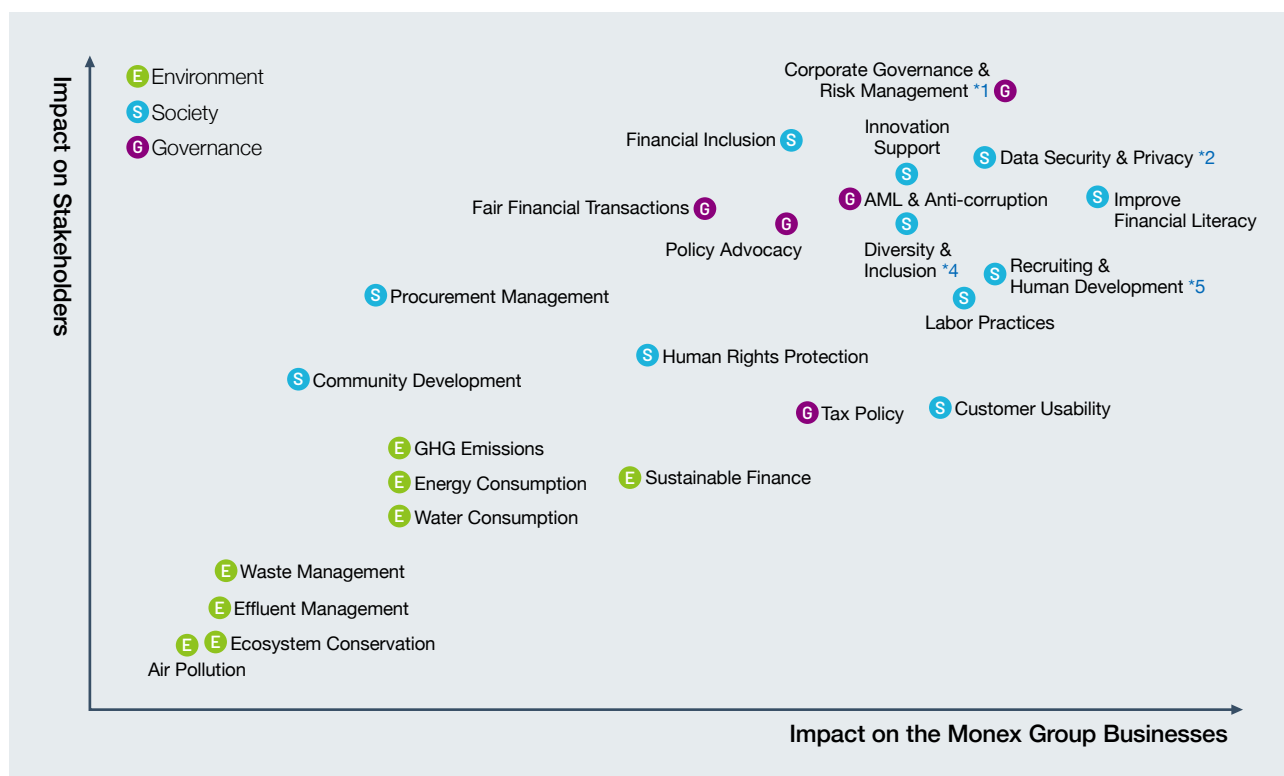 Impact on Stakeholders
E Environment
S Society
G Governance
Corporate Governance &
Risk Management *1 G
Financial Inclusion S
Innovation
Support
S
S Data Security & Privacy *2
Fair Financial Transactions G
G AML & Anti-corruption
S Improve
Financial Literacy
G
Policy Advocacy
S
Diversity &
Inclusion *4
S Recruiting &
Human Development *5
S Procurement Management
S
Labor Practices
S Human Rights Protection
S Community Development
G Tax Policy
S Customer Usability
E GHG Emissions
E Energy Consumption
E Sustainable Finance
E Water Consumption
E Waste Management
E Effluent Management
E
Air Pollution
E Ecosystem Conservation
Impact on the Monex Group Businesses